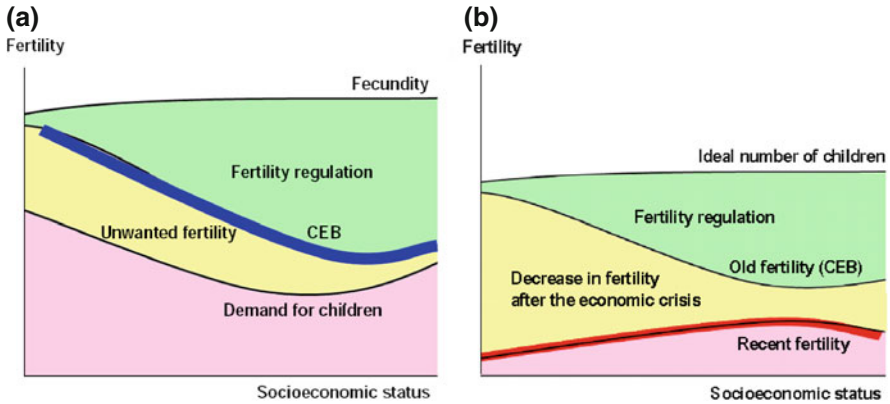 (a)
Fertility
Fecundity
Fertility regulation
Unwanted fertility
CEB
Demand for children
Socioeconomic status
(b)
Fertility
Ideal number of children
Fertility regulation
Old fertility (CEB)
Decrease in fertility
after the economic crisis
Recent fertility
Socioeconomic status